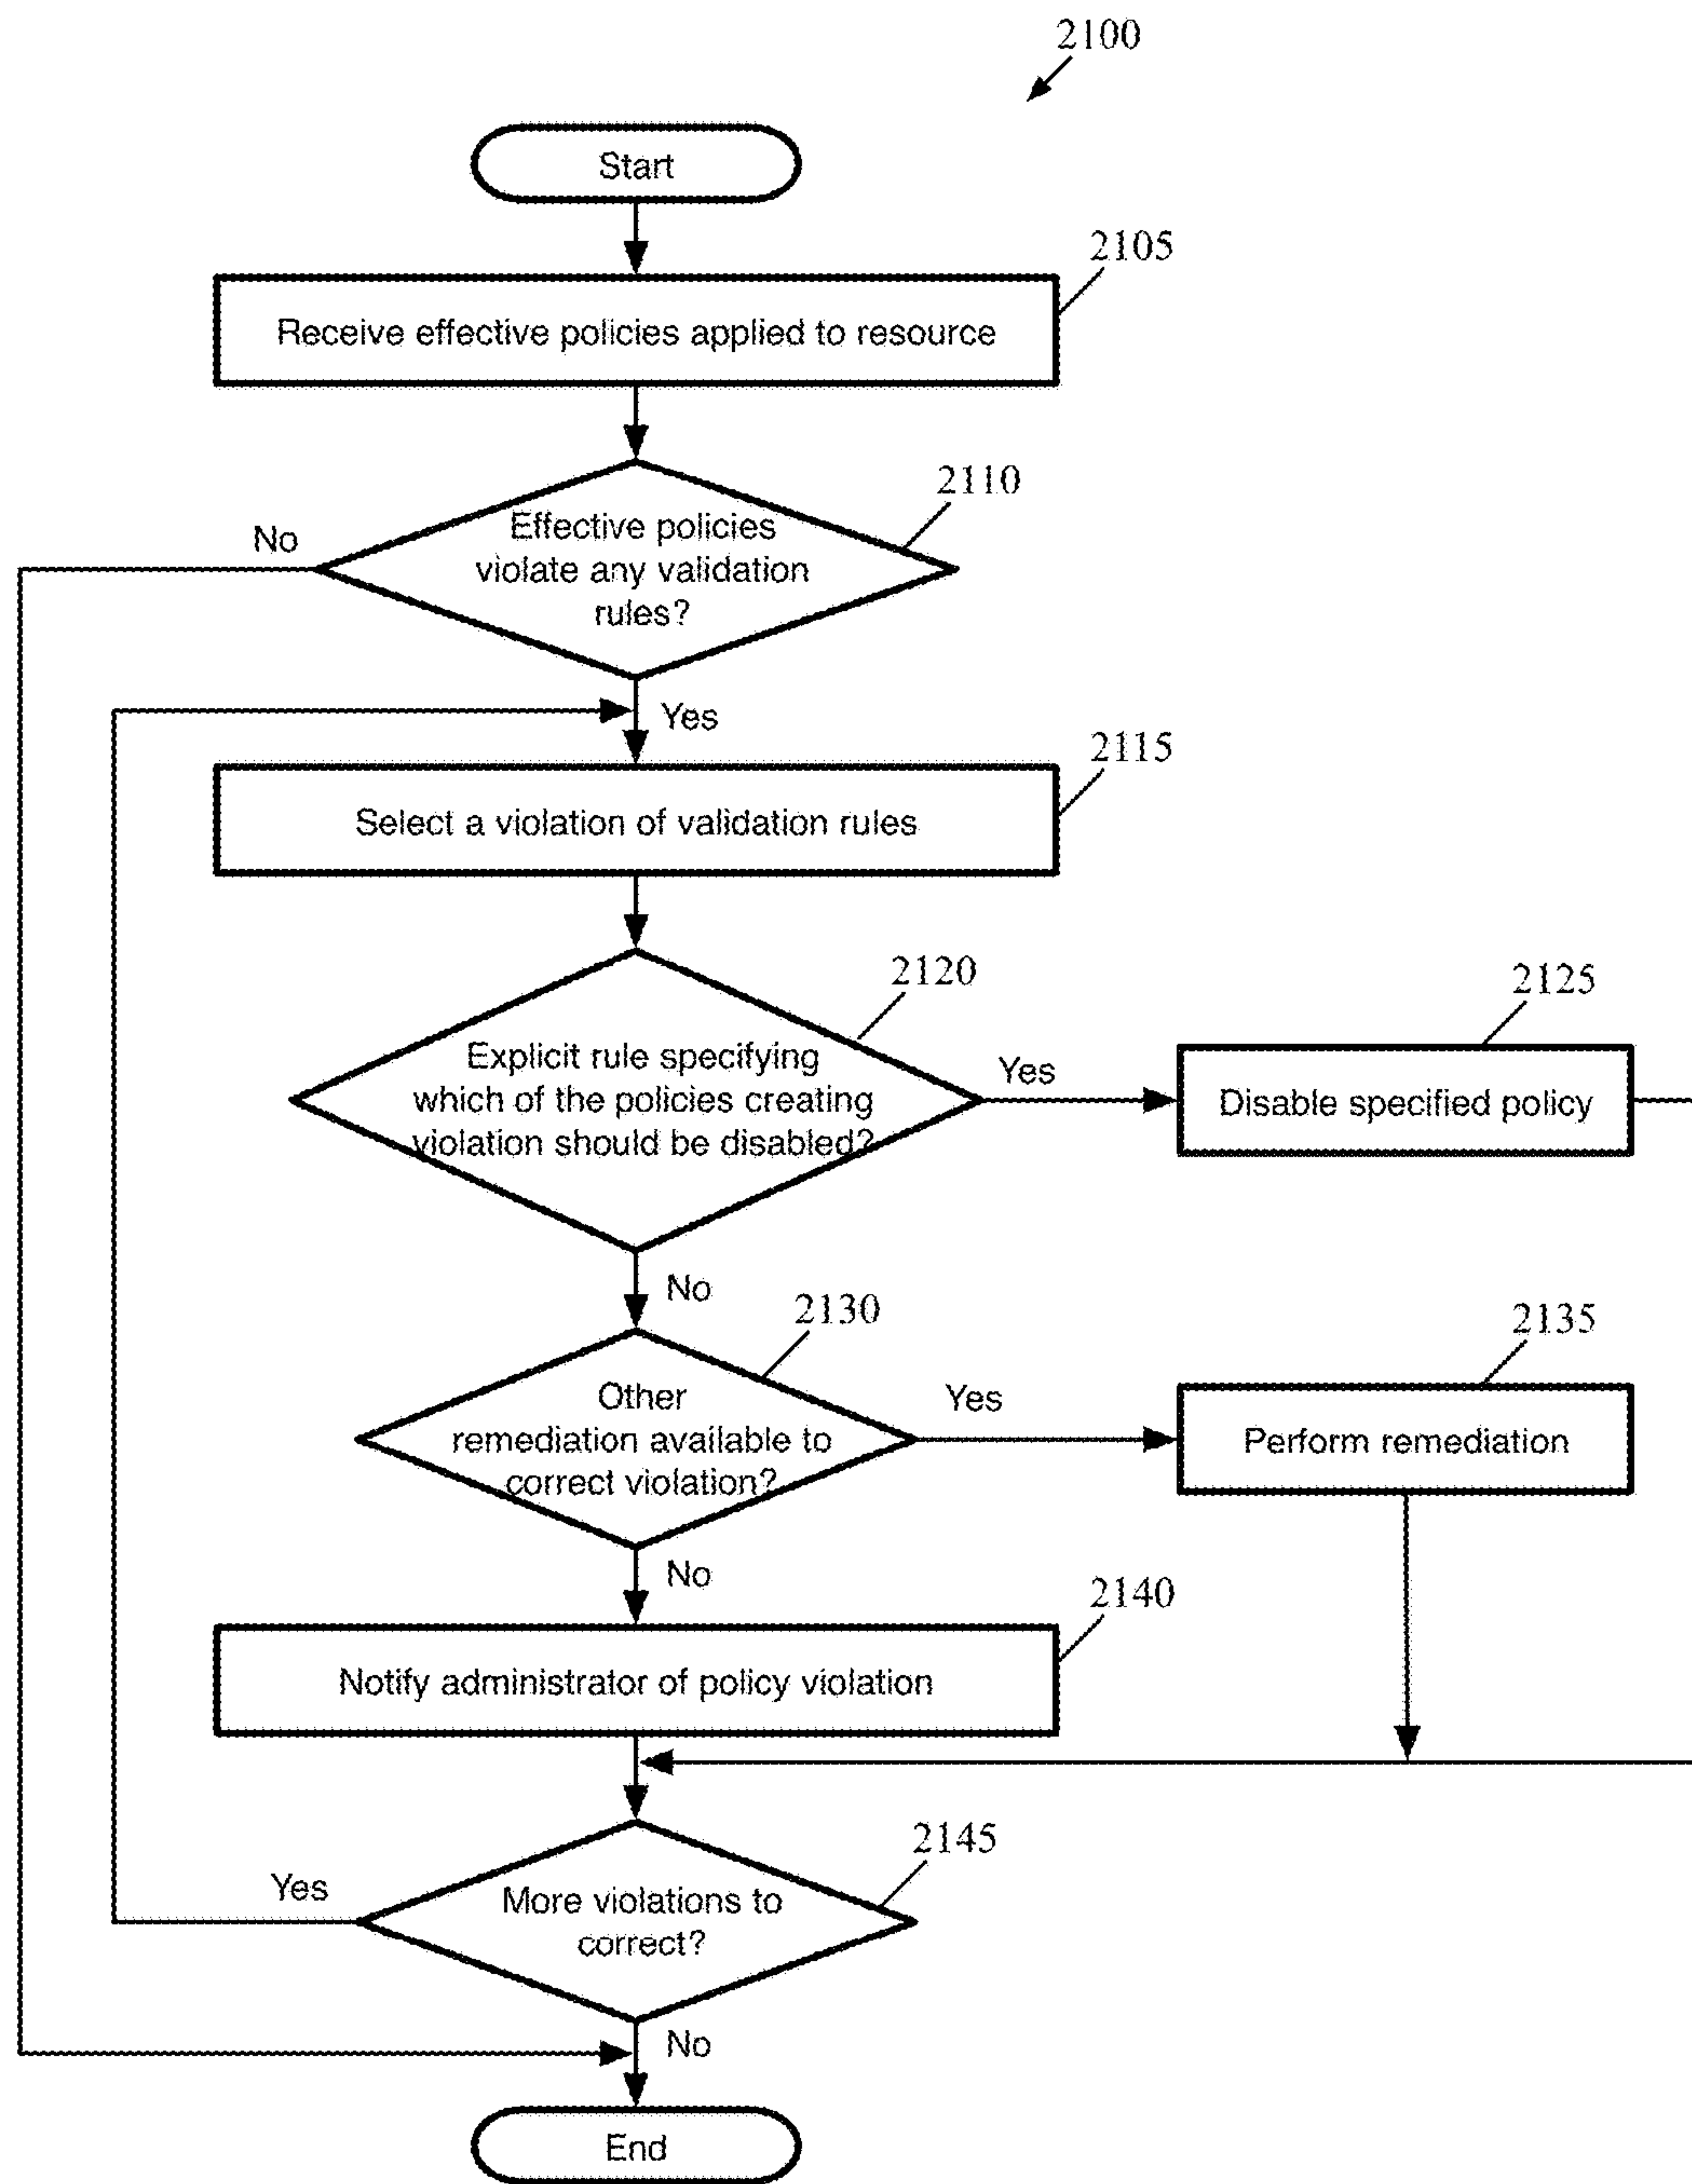 2100
Start
2105
Receive effective policies applied to resource
2110
No
Effective policies
violate any validation
rules?
Yes
2115
Select a violation of validation rules
2120
2125
Explicit rule specifying
which of the policies creating
violation should be disabled?
Yes
Disable specified policy
No
2130
2135
Other
remediation available to
correct violation?
Yes
Perform remediation
No
2140
Notify administrator of policy violation
2145
Yes
More violations to
correct?
No
End